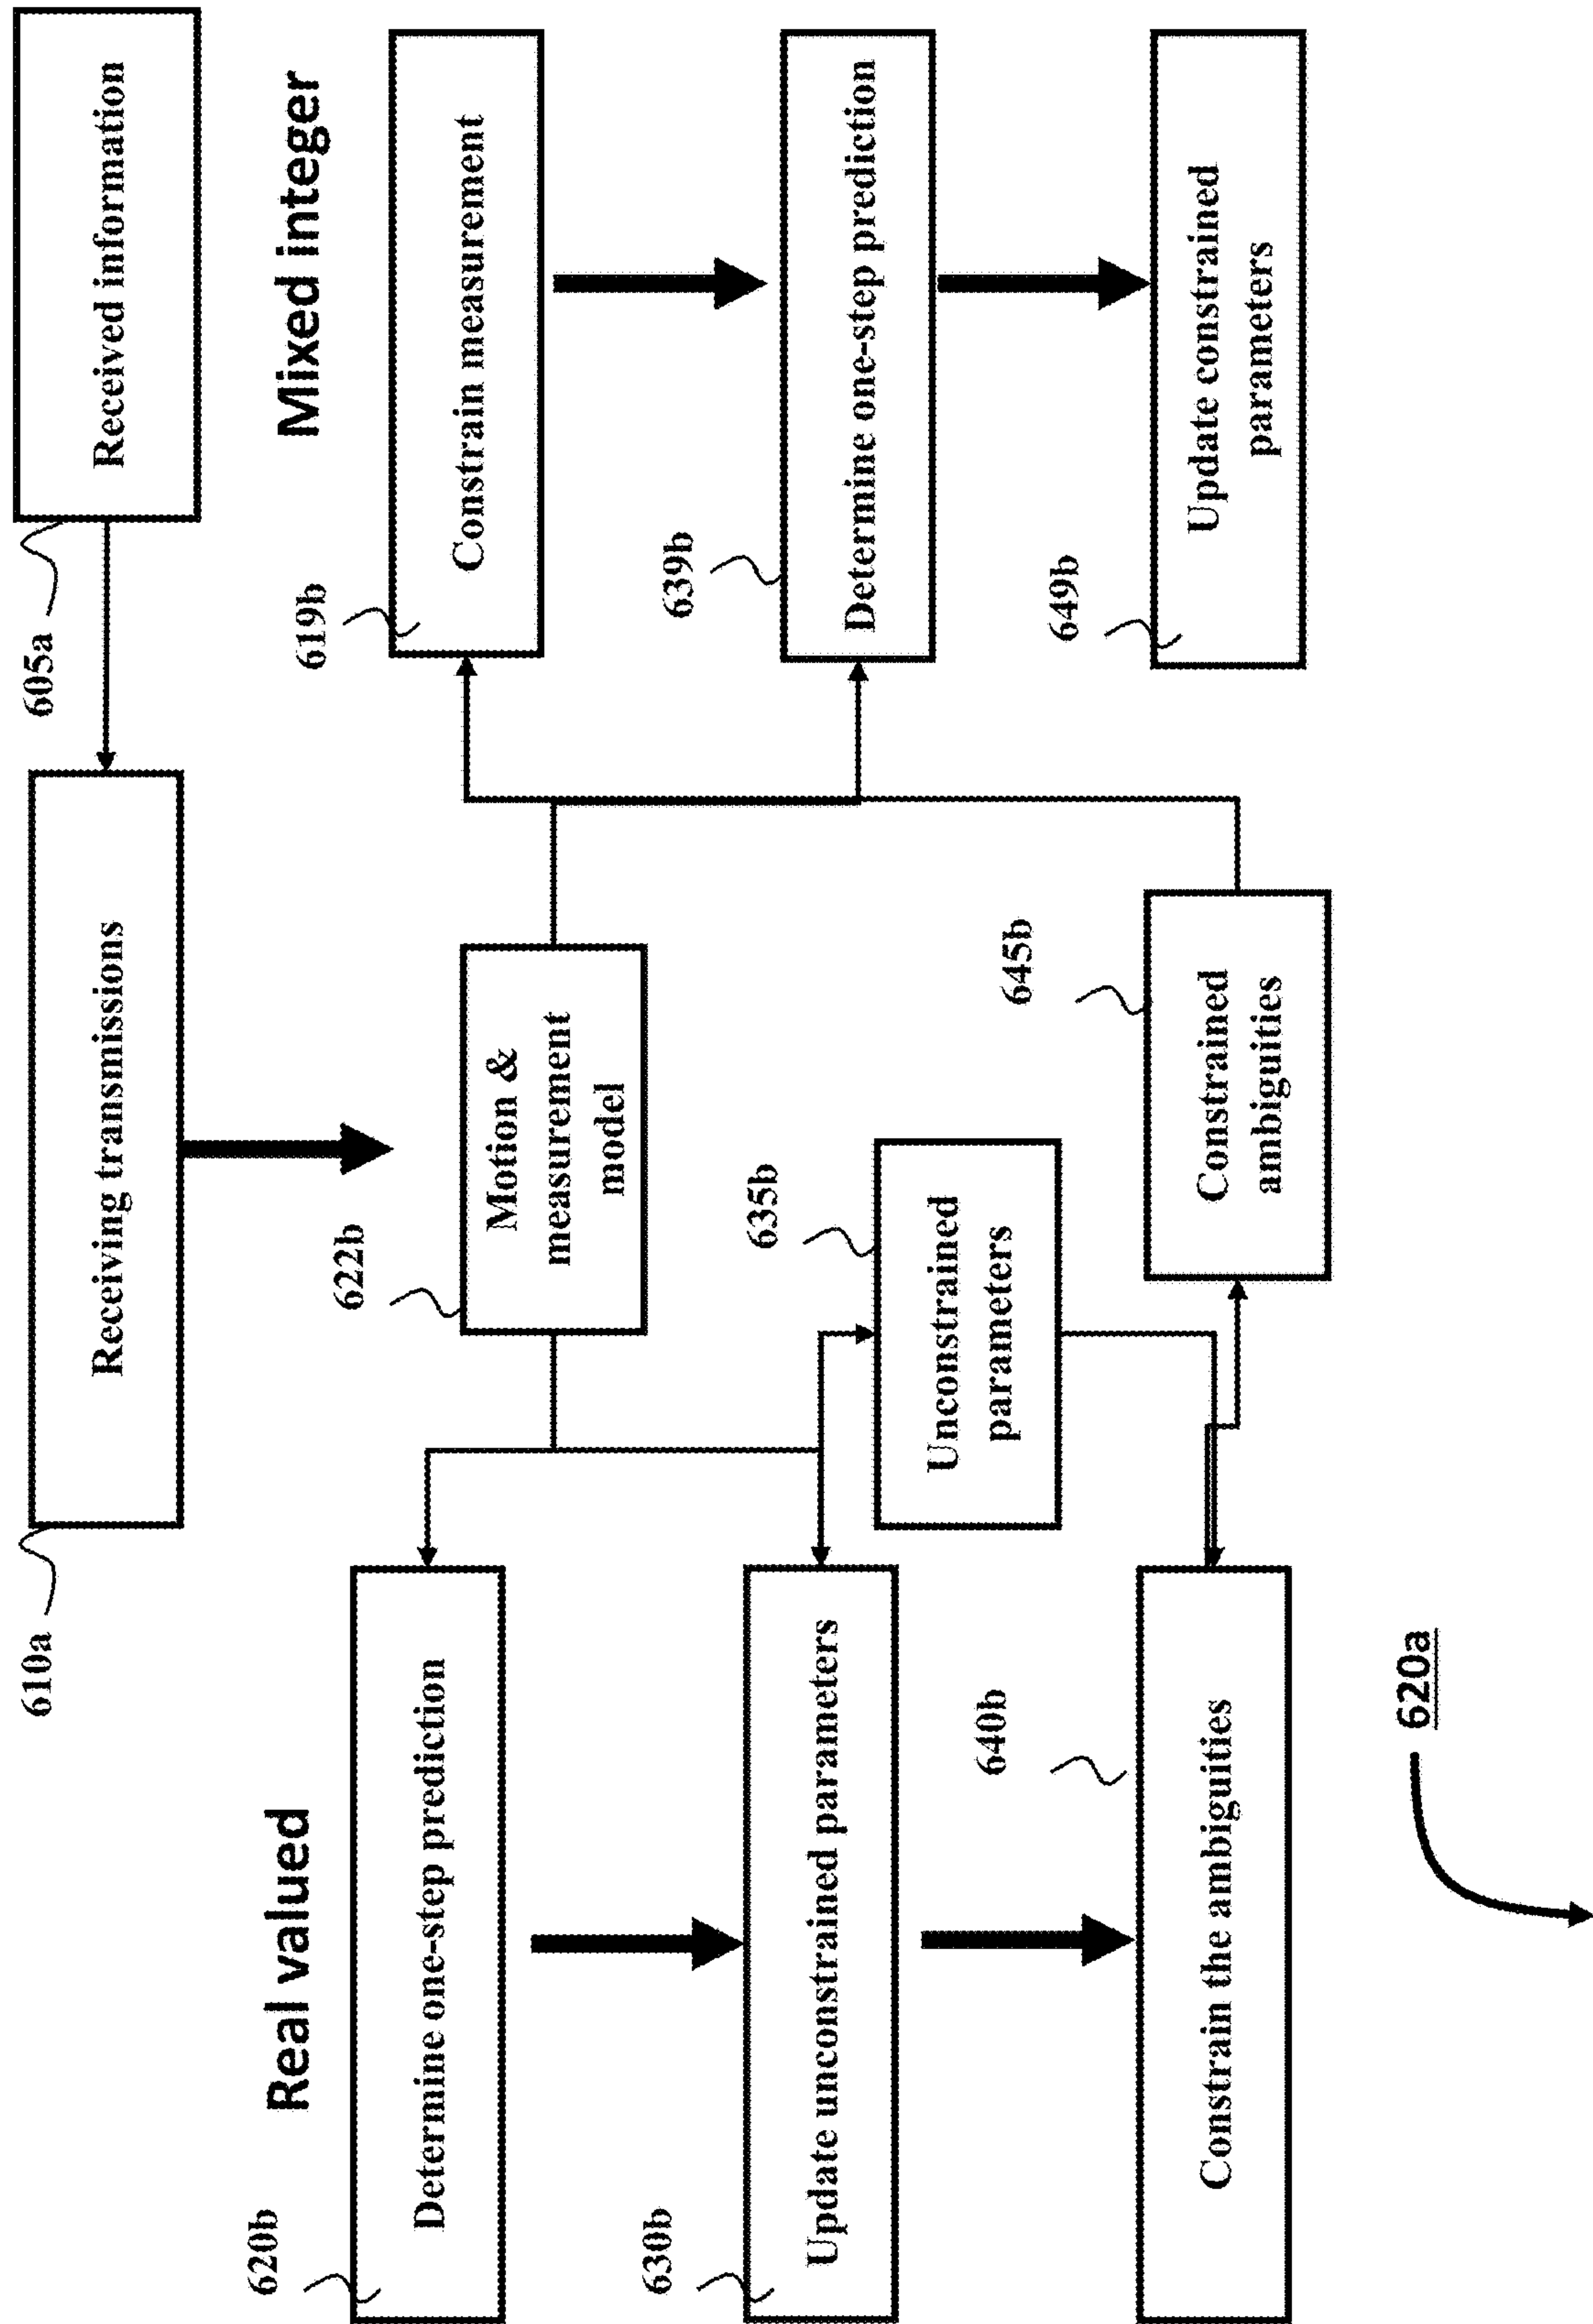 610a
Receiving transmissions
605a
Received information
Real valued
Mixed integer
620b
Determine one-step prediction
622b
Motion &
measurement
model
619b
Constrain measurement
630b
Update unconstrained parameters
635b
Unconstrained
parameters
639b
Determine one-step prediction
640b
Constrain the ambiguities
645b
Constrained
ambiguities
649b
Update constrained
parameters
620a